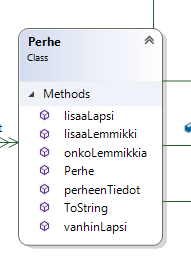 Perhe
Class
Methods
lisaaLapsi
lisaaLemmikki
onkoLemmikkia
Perhe
perheenTiedot
ToString
vanhinLapsi